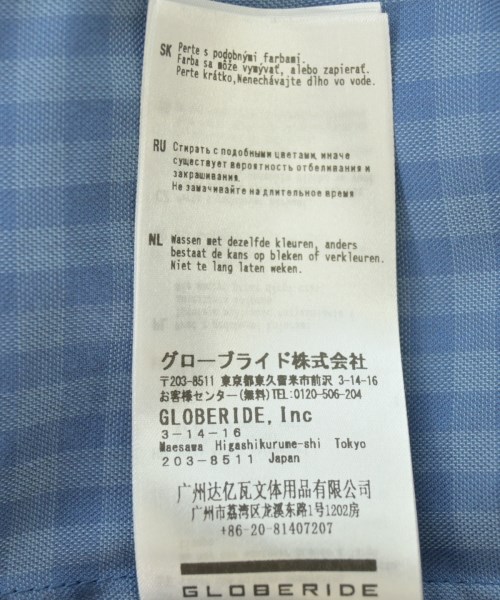 SK Perte s podobnými farbami.
Farba sa môže vymývať, alebo zapierať.
Perte krátko, Nenechávajte dlho vo vode.
RU Стирать с подобными цветами, иначе
существует вероятность отбеливания и
закрашивания.
Не замачивайте на длительное время
NL Wassen met dezelfde kleuren, anders
bestaat de kans op bleken of verkleuren.
Niet te lang laten weken.
グローブライド株式会社
〒203-8511 東京都東久留米市前沢 3-14-16
お客様センター(無料)TEL:0120-506-204
GLOBERIDE, Inc
3-14-16
Maesawa Higashikurume-shi Tokyo
203-8511 Japan
广州达亿瓦文体用品有限公司
广州市荔湾区龙溪东路1号1202房
+86-20-81407207
GLOBERIDE